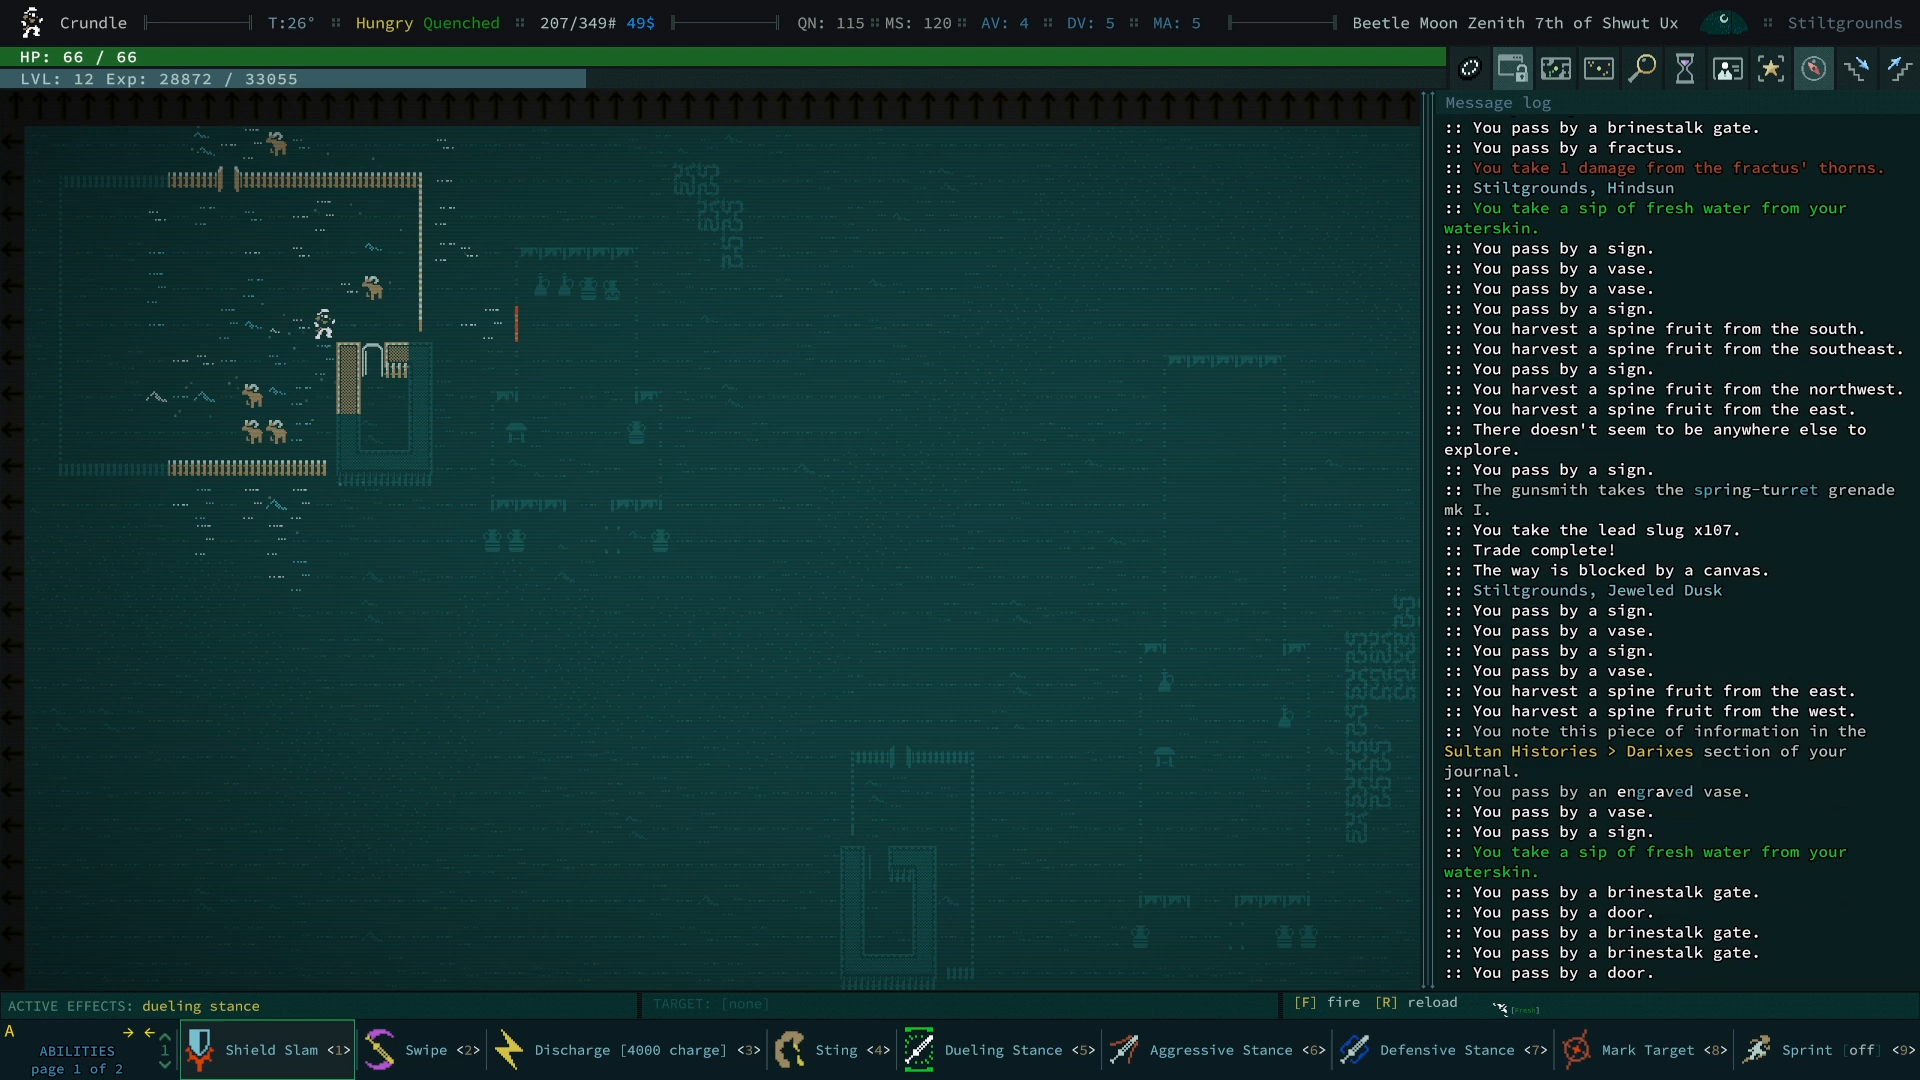 Crundle T:26° :: Hungry Quenched :: 207/349# 49$ QN: 115 :: MS: 120 :: AV: 4 :: DV: 5 :: MA: 5 Beetle Moon Zenith 7th of Shwut Ux :: Stiltgrounds
HP: 66 / 66
LVL: 12 Exp: 28872 / 33055
Message log
:: You pass by a brinestalk gate.
:: You pass by a fractus.
:: You take 1 damage from the fractus' thorns.
:: Stiltgrounds, Hindsun
:: You take a sip of fresh water from your
waterskin.
:: You pass by a sign.
:: You pass by a vase.
:: You pass by a vase.
:: You pass by a sign.
:: You harvest a spine fruit from the south.
:: You harvest a spine fruit from the southeast.
:: You pass by a sign.
:: You harvest a spine fruit from the northwest.
:: You harvest a spine fruit from the east.
:: There doesn't seem to be anywhere else to
explore.
:: You pass by a sign.
:: The gunsmith takes the spring-turret grenade
mk I.
:: You take the lead slug x107.
:: Trade complete!
:: The way is blocked by a canvas.
:: Stiltgrounds, Jeweled Dusk
:: You pass by a sign.
:: You pass by a vase.
:: You pass by a sign.
:: You pass by a vase.
:: You harvest a spine fruit from the east.
:: You harvest a spine fruit from the west.
:: You note this piece of information in the
Sultan Histories > Darixes section of your
journal.
:: You pass by an engraved vase.
:: You pass by a vase.
:: You pass by a sign.
:: You take a sip of fresh water from your
waterskin.
:: You pass by a brinestalk gate.
:: You pass by a door.
:: You pass by a brinestalk gate.
:: You pass by a brinestalk gate.
:: You pass by a door.
ACTIVE EFFECTS: dueling stance TARGET: [none] [F] fire [R] reload [Fresh]
A
ABILITIES
page 1 of 2
1
Shield Slam <1> Swipe <2> Discharge [4000 charge] <3> Sting <4> Dueling Stance <5> Aggressive Stance <6> Defensive Stance <7> Mark Target <8> Sprint [off] <9>